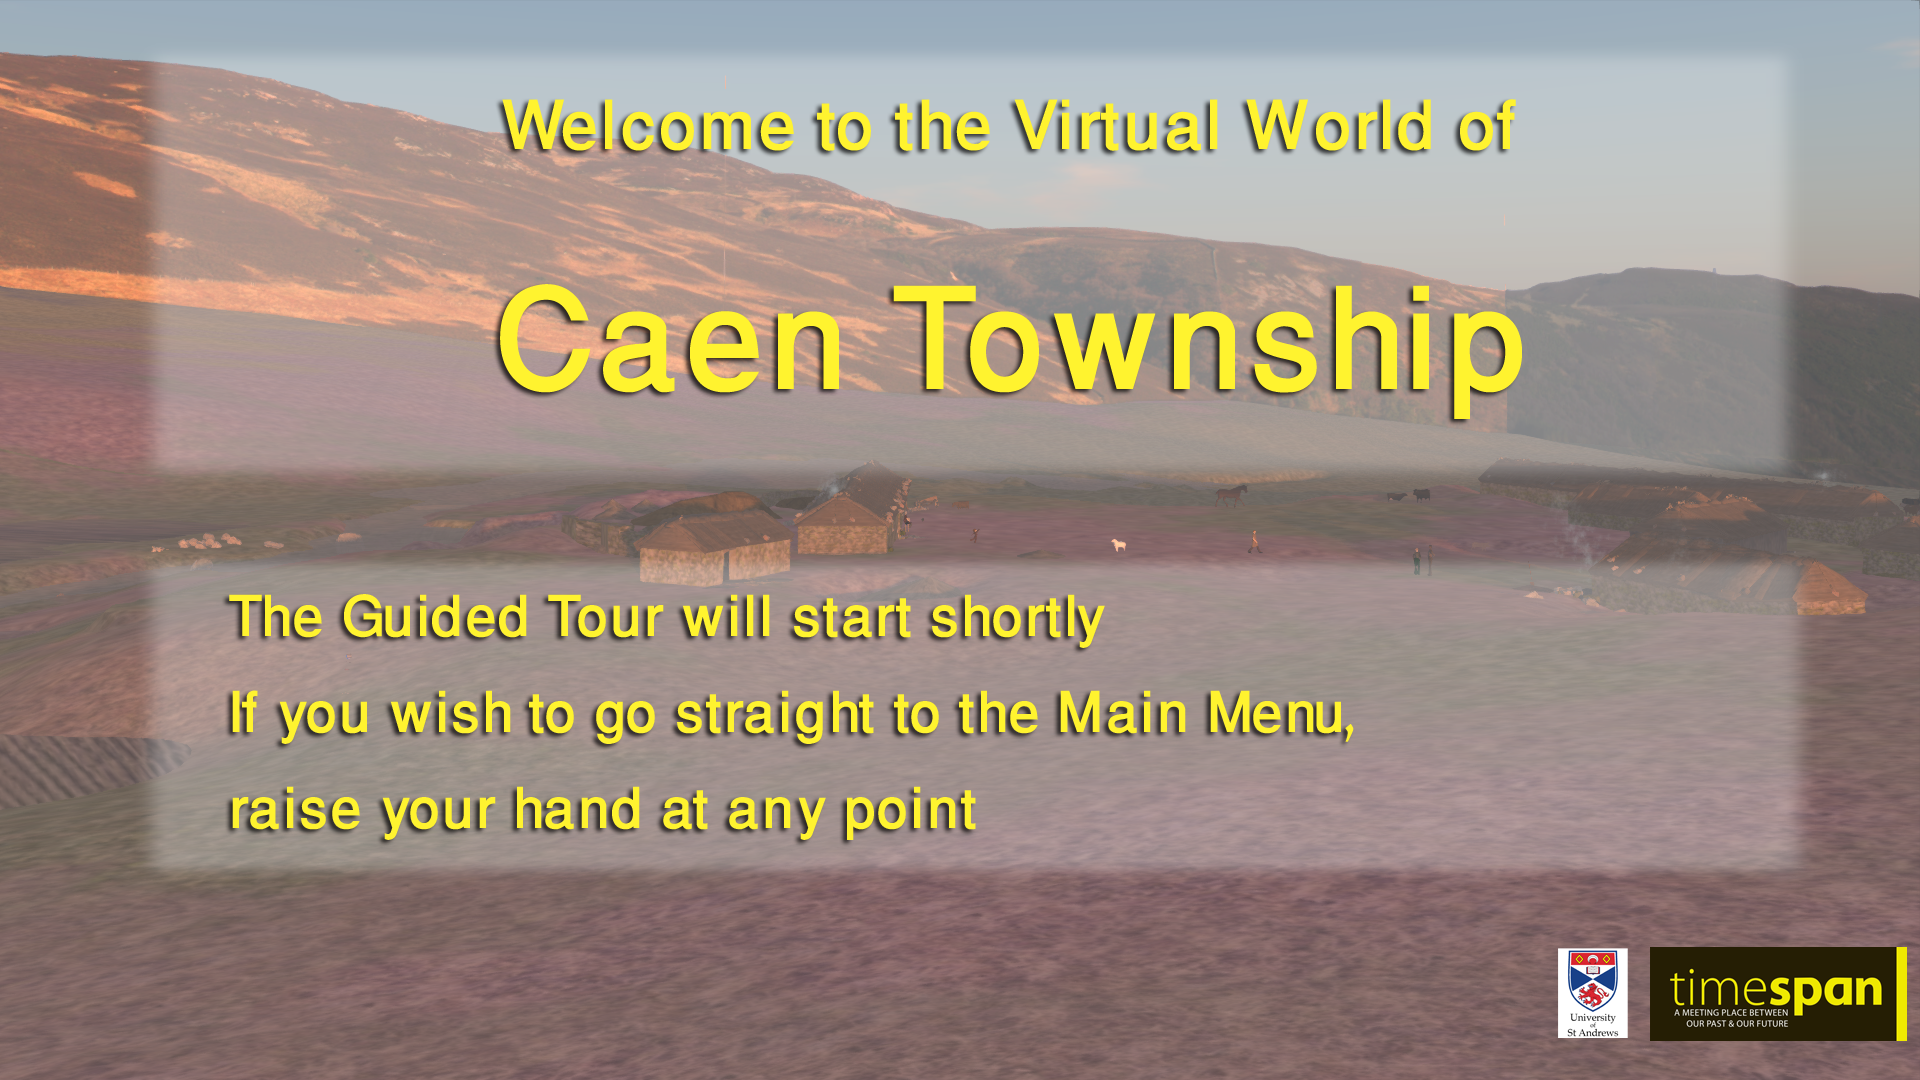 Welcome to the Virtual World of
Caen Township
The Guided Tour will start shortly
If you wish to go straight to the Main Menu,
raise your hand at any point
University
of
St Andrews
timespan
A MEETING PLACE BETWEEN
OUR PAST & OUR FUTURE